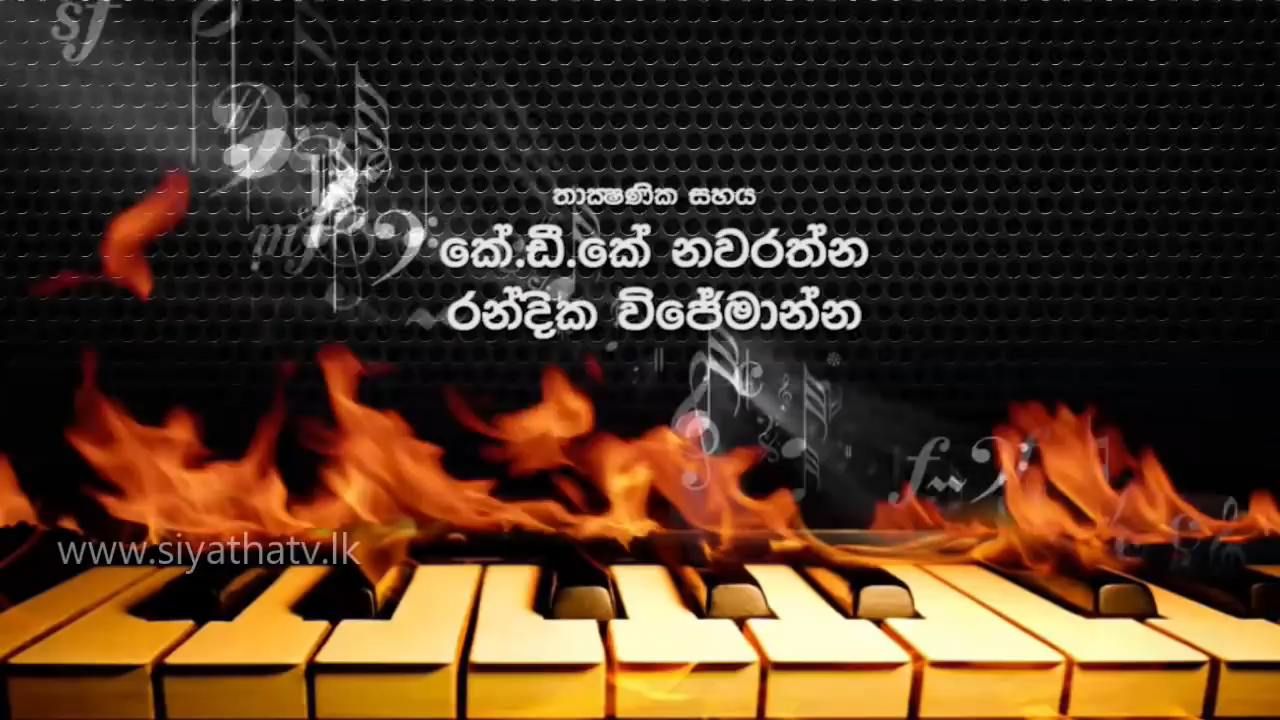 තාක්‍ෂණික සහය
කේ.ඩී.කේ නවරත්න
රන්දික විජේමාන්න
www.siyathatv.lk